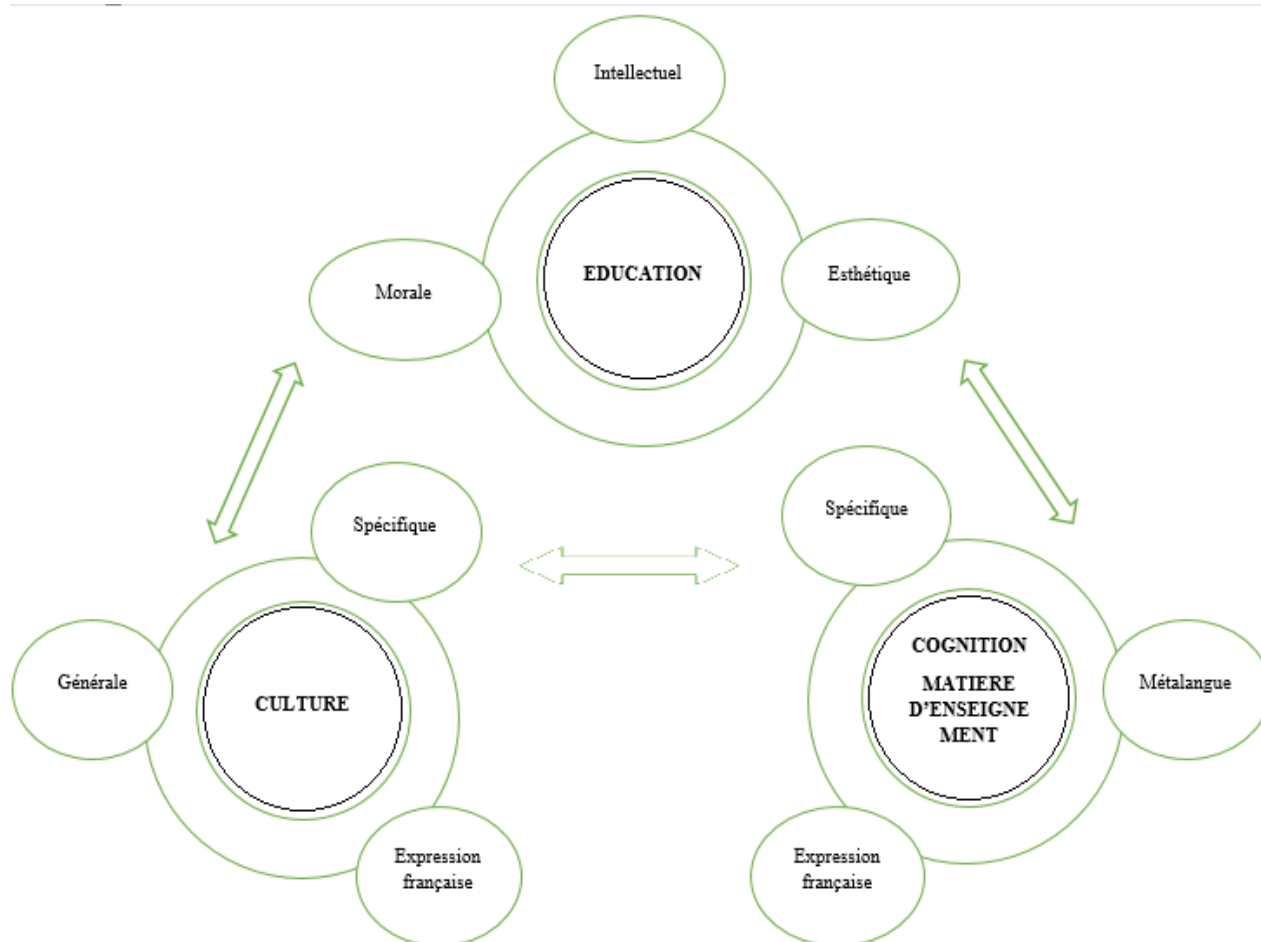 Intellectuel
EDUCATION
Esthétique
Morale
Spécifique
Spécifique
Générale
CULTURE
COGNITION
MATIERE
D'ENSEIGNE
MENT
Métalangue
Expression
française
Expression
française